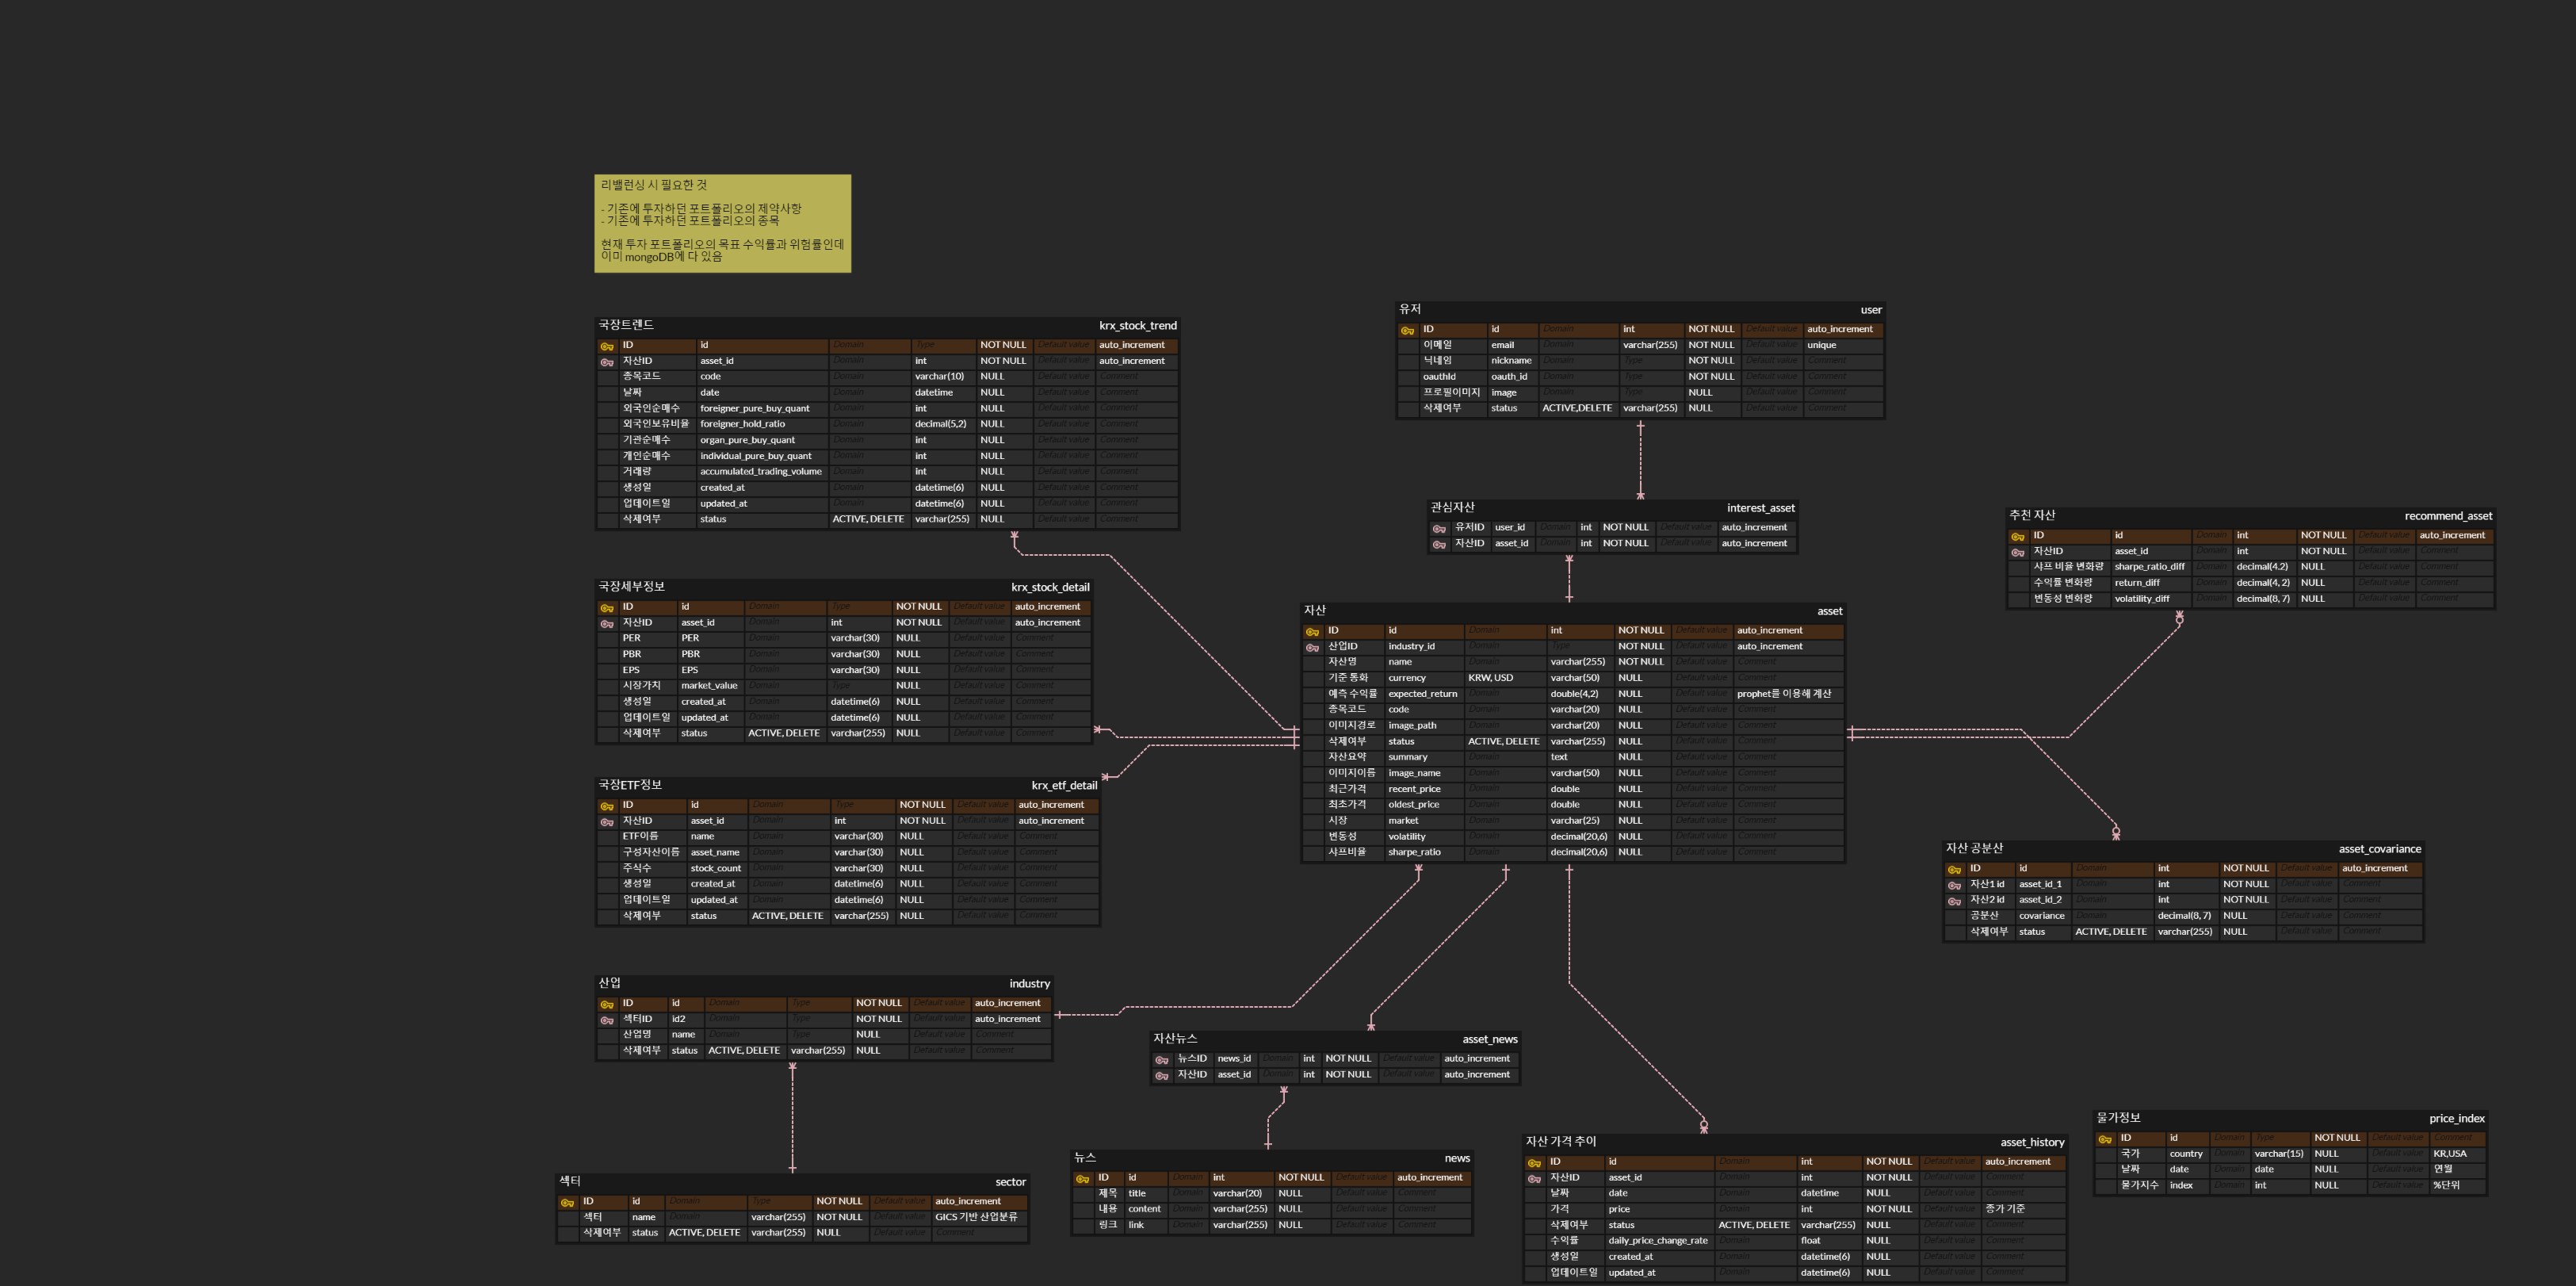 리밸런싱 시 필요한 것
- 기존에 투자하던 포트폴리오의 제약사항
- 기존에 투자하던 포트폴리오의 종목
현재 투자 포트폴리오의 목표 수익률과 위험률인데
이미 mongoDB에 다 있음
국장트렌드 krx_stock_trend
ID id Domain Type NOT NULL Default value auto_increment
자산ID asset_id Domain int NOT NULL Default value auto_increment
종목코드 code Domain varchar(10) NULL Default value Comment
날짜 date Domain datetime NULL Default value Comment
외국인순매수 foreigner_pure_buy_quant Domain int NULL Default value Comment
외국인보유비율 foreigner_hold_ratio Domain decimal(5,2) NULL Default value Comment
기관순매수 organ_pure_buy_quant Domain int NULL Default value Comment
개인순매수 individual_pure_buy_quant Domain int NULL Default value Comment
거래량 accumulated_trading_volume Domain int NULL Default value Comment
생성일 created_at Domain datetime(6) NULL Default value Comment
업데이트일 updated_at Domain datetime(6) NULL Default value Comment
삭제여부 status ACTIVE, DELETE varchar(255) NULL Default value Comment
유저 user
ID id Domain int NOT NULL Default value auto_increment
이메일 email Domain varchar(255) NOT NULL Default value unique
닉네임 nickname Domain Type NOT NULL Default value Comment
oauthId oauth_id Domain Type NOT NULL Default value Comment
프로필이미지 image Domain Type NULL Default value Comment
삭제여부 status ACTIVE,DELETE varchar(255) NULL Default value Comment
관심자산 interest_asset
유저ID user_id Domain int NOT NULL Default value auto_increment
자산ID asset_id Domain int NOT NULL Default value auto_increment
추천 자산 recommend_asset
ID id Domain int NOT NULL Default value auto_increment
자산ID asset_id Domain int NOT NULL Default value Comment
샤프 비율 변화량 sharpe_ratio_diff Domain decimal(4.2) NULL Default value Comment
수익률 변화량 return_diff Domain decimal(4, 2) NULL Default value Comment
변동성 변화량 volatility_diff Domain decimal(8, 7) NULL Default value Comment
국장세부정보 krx_stock_detail
ID id Domain Type NOT NULL Default value auto_increment
자산ID asset_id Domain int NOT NULL Default value auto_increment
PER PER Domain varchar(30) NULL Default value Comment
PBR PBR Domain varchar(30) NULL Default value Comment
EPS EPS Domain varchar(30) NULL Default value Comment
시장가치 market_value Domain Type NULL Default value Comment
생성일 created_at Domain datetime(6) NULL Default value Comment
업데이트일 updated_at Domain datetime(6) NULL Default value Comment
삭제여부 status ACTIVE, DELETE varchar(255) NULL Default value Comment
자산 asset
ID id Domain int NOT NULL Default value auto_increment
산업ID industry_id Domain Type NOT NULL Default value auto_increment
자산명 name Domain varchar(255) NOT NULL Default value Comment
기준 통화 currency KRW, USD varchar(50) NULL Default value Comment
예측 수익률 expected_return Domain double(4,2) NULL Default value prophet를 이용해 계산
종목코드 code Domain varchar(20) NULL Default value Comment
이미지경로 image_path Domain varchar(20) NULL Default value Comment
삭제여부 status ACTIVE, DELETE varchar(255) NULL Default value Comment
자산요약 summary Domain text NULL Default value Comment
이미지이름 image_name Domain varchar(50) NULL Default value Comment
최근가격 recent_price Domain double NULL Default value Comment
최초가격 oldest_price Domain double NULL Default value Comment
시장 market Domain varchar(25) NULL Default value Comment
변동성 volatility Domain decimal(20,6) NULL Default value Comment
샤프비율 sharpe_ratio Domain decimal(20,6) NULL Default value Comment
국장ETF정보 krx_etf_detail
ID id Domain Type NOT NULL Default value auto_increment
자산ID asset_id Domain int NOT NULL Default value auto_increment
ETF이름 name Domain varchar(30) NULL Default value Comment
구성자산이름 asset_name Domain varchar(30) NULL Default value Comment
주식수 stock_count Domain varchar(30) NULL Default value Comment
생성일 created_at Domain datetime(6) NULL Default value Comment
업데이트일 updated_at Domain datetime(6) NULL Default value Comment
삭제여부 status ACTIVE, DELETE varchar(255) NULL Default value Comment
자산 공분산 asset_covariance
ID id Domain int NOT NULL Default value auto_increment
자산1 id asset_id_1 Domain int NOT NULL Default value Comment
자산2 id asset_id_2 Domain int NOT NULL Default value Comment
공분산 covariance Domain decimal(8, 7) NULL Default value Comment
삭제여부 status ACTIVE, DELETE varchar(255) NULL Default value Comment
산업 industry
ID id Domain Type NOT NULL Default value auto_increment
섹터ID id2 Domain Type NOT NULL Default value auto_increment
산업명 name Domain Type NULL Default value Comment
삭제여부 status ACTIVE, DELETE varchar(255) NULL Default value Comment
자산뉴스 asset_news
뉴스ID news_id Domain int NOT NULL Default value auto_increment
자산ID asset_id Domain int NOT NULL Default value auto_increment
섹터 sector
ID id Domain Type NOT NULL Default value auto_increment
섹터 name Domain varchar(255) NOT NULL Default value GICS 기반 산업분류
삭제여부 status ACTIVE, DELETE varchar(255) NULL Default value Comment
뉴스 news
ID id Domain int NOT NULL Default value auto_increment
제목 title Domain varchar(20) NULL Default value Comment
내용 content Domain varchar(255) NULL Default value Comment
링크 link Domain varchar(255) NULL Default value Comment
자산 가격 추이 asset_history
ID id Domain int NOT NULL Default value auto_increment
자산ID asset_id Domain int NOT NULL Default value Comment
날짜 date Domain datetime NULL Default value Comment
가격 price Domain int NOT NULL Default value 종가 기준
삭제여부 status ACTIVE, DELETE varchar(255) NULL Default value Comment
수익률 daily_price_change_rate Domain float NULL Default value Comment
생성일 created_at Domain datetime(6) NULL Default value Comment
업데이트일 updated_at Domain datetime(6) NULL Default value Comment
물가정보 price_index
ID id Domain Type NOT NULL Default value Comment
국가 country Domain varchar(15) NULL Default value KR,USA
날짜 date Domain date NULL Default value 연월
물가지수 index Domain int NULL Default value %단위